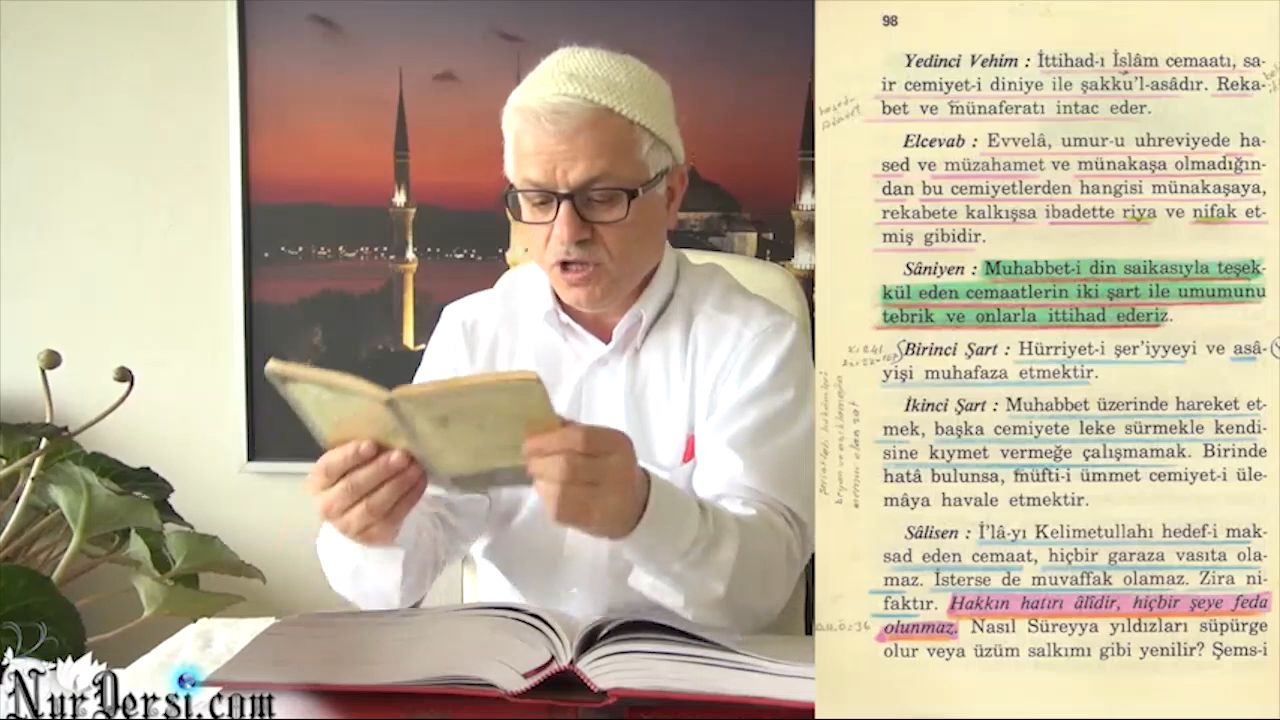 98
Yedinci Vehim : İttihad-ı İslâm cemaatı, sa-
ir cemiyet-i diniye ile şakku'l-asâdır. Reka-
bet ve münaferatı intac eder.
Elcevab : Evvelâ, umur-u uhreviyede ha-
sed ve müzahamet ve münakaşa olmadığın-
dan bu cemiyetlerden hangisi münakaşaya,
rekabete kalkışsa ibadette riya ve nifak et-
miş gibidir.
Sâniyen : Muhabbet-i din saikasıyla teşek-
kül eden cemaatlerin iki şart ile umumunu
tebrik ve onlarla ittihad ederiz.
Birinci Şart : Hürriyet-i şer'iyyeyi ve asâ-
yişi muhafaza etmektir.
İkinci Şart : Muhabbet üzerinde hareket et-
mek, başka cemiyete leke sürmekle kendi-
sine kıymet vermeğe çalışmamak. Birinde
hatâ bulunsa, müfti-i ümmet cemiyet-i üle-
mâya havale etmektir.
Sâlisen : İ'lâ-yı Kelimetullahı hedef-i mak-
sad eden cemaat, hiçbir garaza vasıta ola-
maz. İsterse de muvaffak olamaz. Zira ni-
faktır. Hakkın hatırı âlîdir, hiçbir şeye feda
olunmaz. Nasıl Süreyya yıldızları süpürge
olur veya üzüm salkımı gibi yenilir? Şems-i
NurDersi.com